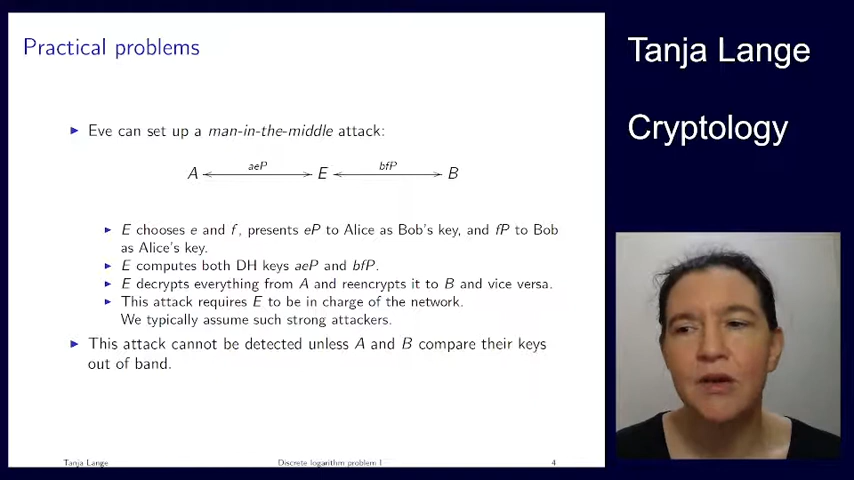 Practical problems
▶ Eve can set up a man-in-the-middle attack:
A aeP E bfP B
▶ E chooses e and f, presents eP to Alice as Bob's key, and fP to Bob
as Alice's key.
▶ E computes both DH keys aeP and bfP.
▶ E decrypts everything from A and reencrypts it to B and vice versa.
▶ This attack requires E to be in charge of the network.
We typically assume such strong attackers.
▶ This attack cannot be detected unless A and B compare their keys
out of band.
Tanja Lange Discrete logarithm problem I 4
Tanja Lange
Cryptology